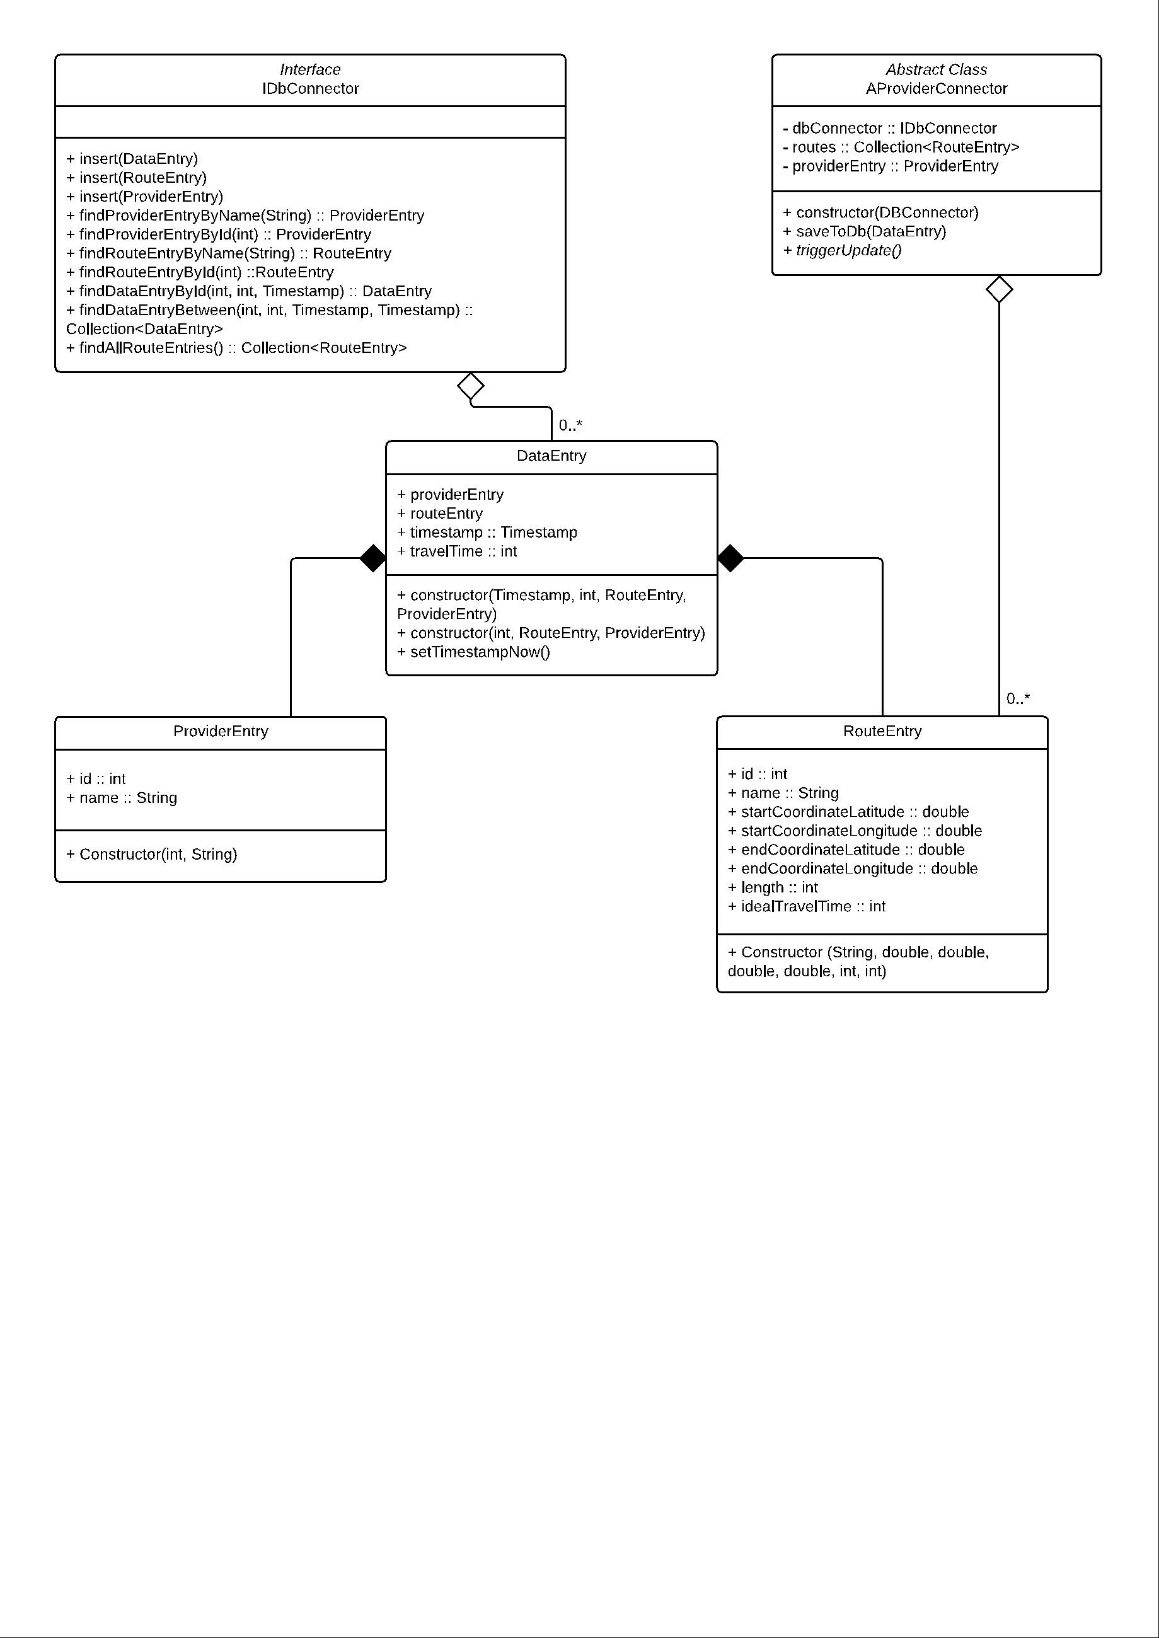 Interface
IDbConnector
+ insert(DataEntry)
+ insert(RouteEntry)
+ insert(ProviderEntry)
+ findProviderEntryByName(String) :: ProviderEntry
+ findProviderEntryById(int) :: ProviderEntry
+ findRouteEntryByName(String) :: RouteEntry
+ findRouteEntryById(int) ::RouteEntry
+ findDataEntryById(int, int, Timestamp) :: DataEntry
+ findDataEntryBetween(int, int, Timestamp, Timestamp) ::
Collection<DataEntry>
+ findAllRouteEntries() :: Collection<RouteEntry>
Abstract Class
AProviderConnector
- dbConnector :: IDbConnector
- routes :: Collection<RouteEntry>
- providerEntry :: ProviderEntry
+ constructor(DBConnector)
+ saveToDb(DataEntry)
+ triggerUpdate()
0..*
DataEntry
+ providerEntry
+ routeEntry
+ timestamp :: Timestamp
+ travelTime :: int
+ constructor(Timestamp, int, RouteEntry,
ProviderEntry)
+ constructor(int, RouteEntry, ProviderEntry)
+ setTimestampNow()
0..*
ProviderEntry
+ id :: int
+ name :: String
+ Constructor(int, String)
RouteEntry
+ id :: int
+ name :: String
+ startCoordinateLatitude :: double
+ startCoordinateLongitude :: double
+ endCoordinateLatitude :: double
+ endCoordinateLongitude :: double
+ length :: int
+ idealTravelTime :: int
+ Constructor (String, double, double,
double, double, int, int)